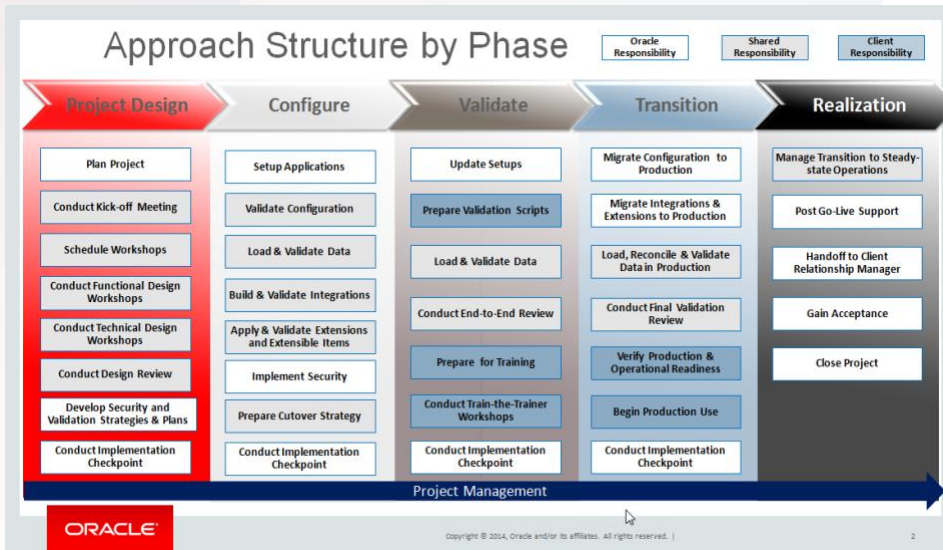 Approach Structure by Phase
Oracle
Responsibility
Shared
Responsibility
Client
Responsibility
Project Design
Configure
Validate
Transition
Realization
Plan Project
Conduct Kick-off Meeting
Schedule Workshops
Conduct Functional Design
Workshops
Conduct Technical Design
Workshops
Conduct Design Review
Develop Security and
Validation Strategies & Plans
Conduct Implementation
Checkpoint
Setup Applications
Validate Configuration
Load & Validate Data
Build & Validate Integrations
Apply & Validate Extensions
and Extensible Items
Implement Security
Prepare Cutover Strategy
Conduct Implementation
Checkpoint
Update Setups
Prepare Validation Scripts
Load & Validate Data
Conduct End-to-End Review
Prepare for Training
Conduct Train-the-Trainer
Workshops
Conduct Implementation
Checkpoint
Migrate Configuration to
Production
Migrate Integrations
& Extensions to Production
Load, Reconcile & Validate
Data in Production
Conduct Final Validation
Review
Verify Production &
Operational Readiness
Begin Production Use
Conduct Implementation
Checkpoint
Manage Transition to Steady-
state Operations
Post Go-Live Support
Handoff to Client
Relationship Manager
Gain Acceptance
Close Project
Project Management
ORACLE
Copyright © 2014, Oracle and/or its affiliates. All rights reserved. |
2